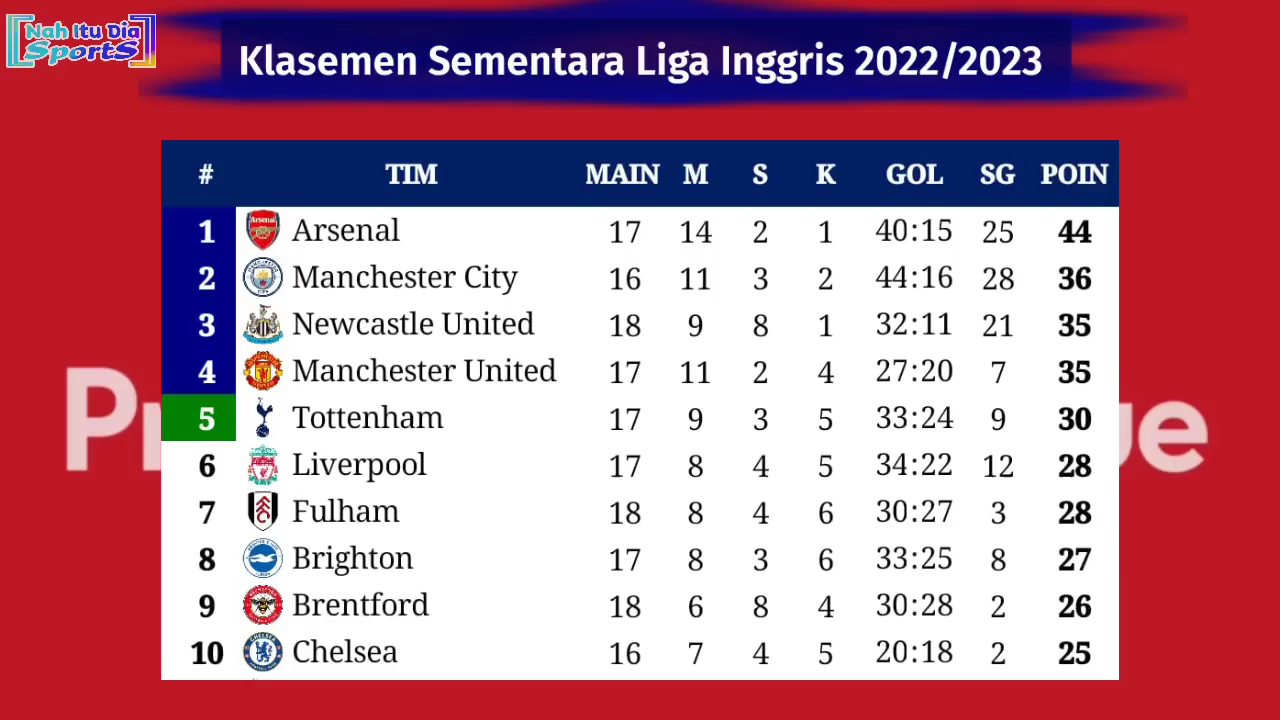 Nah Itu Dia
SportS
Klasemen Sementara Liga Inggris 2022/2023
# TIM MAIN M S K GOL SG POIN
1 Arsenal 17 14 2 1 40:15 25 44
2 Manchester City 16 11 3 2 44:16 28 36
3 Newcastle United 18 9 8 1 32:11 21 35
4 Manchester United 17 11 2 4 27:20 7 35
5 Tottenham 17 9 3 5 33:24 9 30
6 Liverpool 17 8 4 5 34:22 12 28
7 Fulham 18 8 4 6 30:27 3 28
8 Brighton 17 8 3 6 33:25 8 27
9 Brentford 18 6 8 4 30:28 2 26
10 Chelsea 16 7 4 5 20:18 2 25